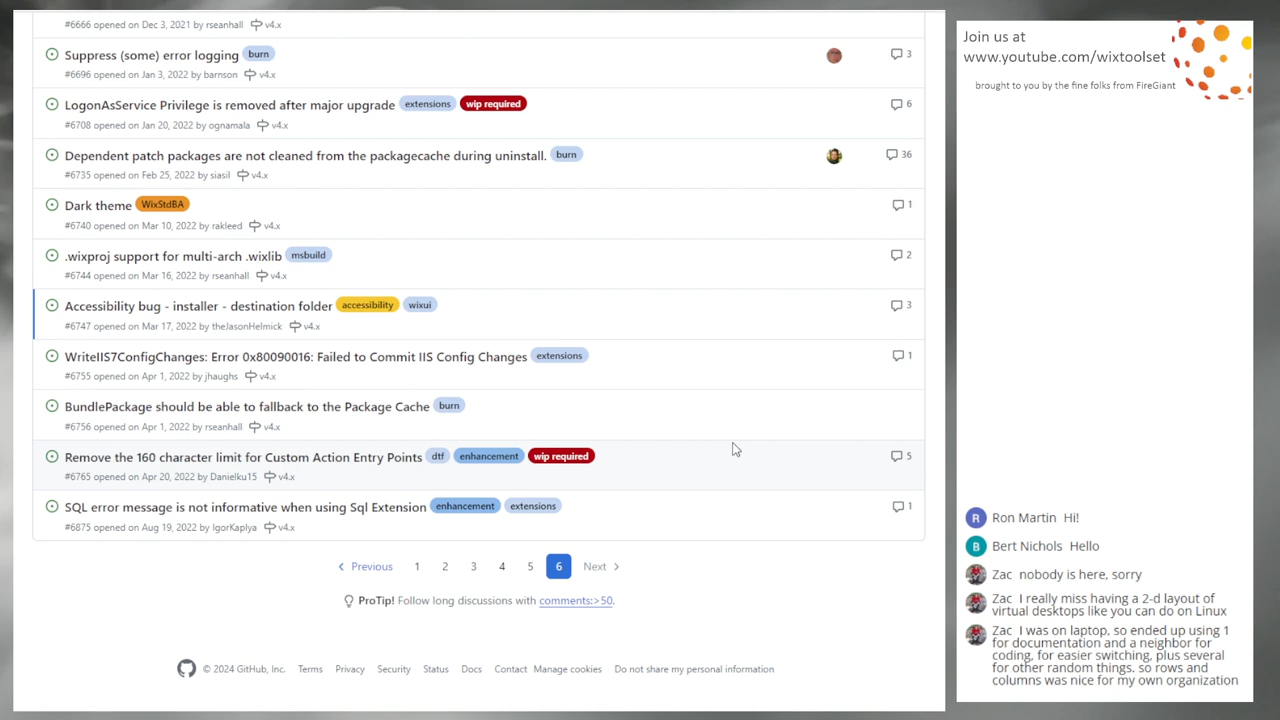 #6666 opened on Dec 3, 2021 by rseanhall v4.x
Suppress (some) error logging burn 3
#6696 opened on Jan 3, 2022 by barnson v4.x
LogonAsService Privilege is removed after major upgrade extensions wip required 6
#6708 opened on Jan 20, 2022 by ognamala v4.x
Dependent patch packages are not cleaned from the packagecache during uninstall. burn 36
#6735 opened on Feb 25, 2022 by siasil v4.x
Dark theme WixStdBA 1
#6740 opened on Mar 10, 2022 by rakleed v4.x
.wixproj support for multi-arch .wixlib msbuild 2
#6744 opened on Mar 16, 2022 by rseanhall v4.x
Accessibility bug - installer - destination folder accessibility wixui 3
#6747 opened on Mar 17, 2022 by theJasonHelmick v4.x
WriteIIS7ConfigChanges: Error 0x80090016: Failed to Commit IIS Config Changes extensions 1
#6755 opened on Apr 1, 2022 by jhaughs v4.x
BundlePackage should be able to fallback to the Package Cache burn
#6756 opened on Apr 1, 2022 by rseanhall v4.x
Remove the 160 character limit for Custom Action Entry Points dtf enhancement wip required 5
#6765 opened on Apr 20, 2022 by Danielku15 v4.x
SQL error message is not informative when using Sql Extension enhancement extensions 1
#6875 opened on Aug 19, 2022 by IgorKaplya v4.x
Previous 1 2 3 4 5 6 Next
ProTip! Follow long discussions with comments:>50.
© 2024 GitHub, Inc. Terms Privacy Security Status Docs Contact Manage cookies Do not share my personal information
Join us at
www.youtube.com/wixtoolset
brought to you by the fine folks from FireGiant
R Ron Martin Hi!
B Bert Nichols Hello
Zac nobody is here, sorry
Zac I really miss having a 2-d layout of
virtual desktops like you can do on Linux
Zac I was on laptop, so ended up using 1
for documentation and a neighbor for
coding, for easier switching, plus several
for other random things. so rows and
columns was nice for my own organization